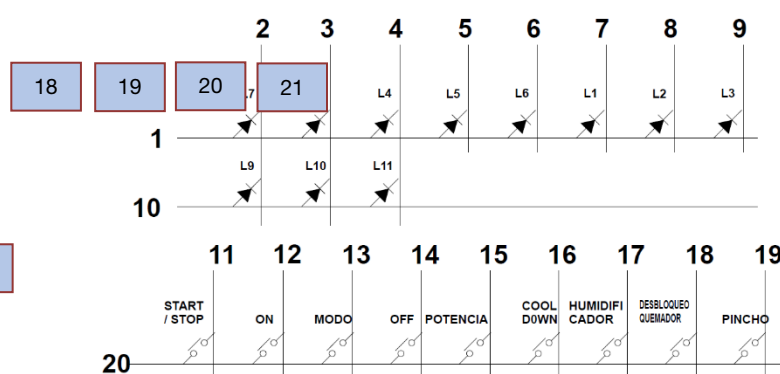 2 3 4 5 6 7 8 9
18 19 20 21
.7 L4 L5 L6 L1 L2 L3
1
L9 L10 L11
10
11 12 13 14 15 16 17 18 19
START / STOP
ON
MODO
OFF
POTENCIA
COOL D0WN
HUMIDIFI CADOR
DESBLOQUEO QUEMADOR
PINCHO
20